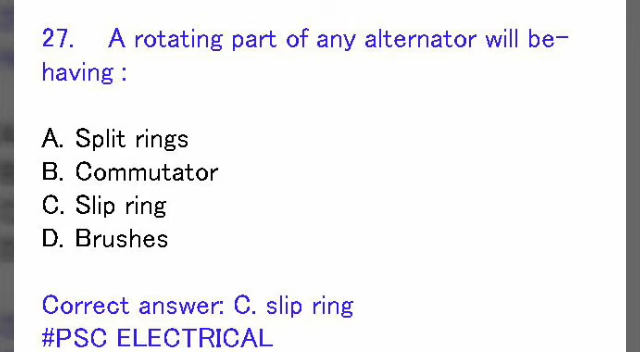 27. A rotating part of any alternator will be-
having :
A. Split rings
B. Commutator
C. Slip ring
D. Brushes
Correct answer: C. slip ring
#PSC ELECTRICAL